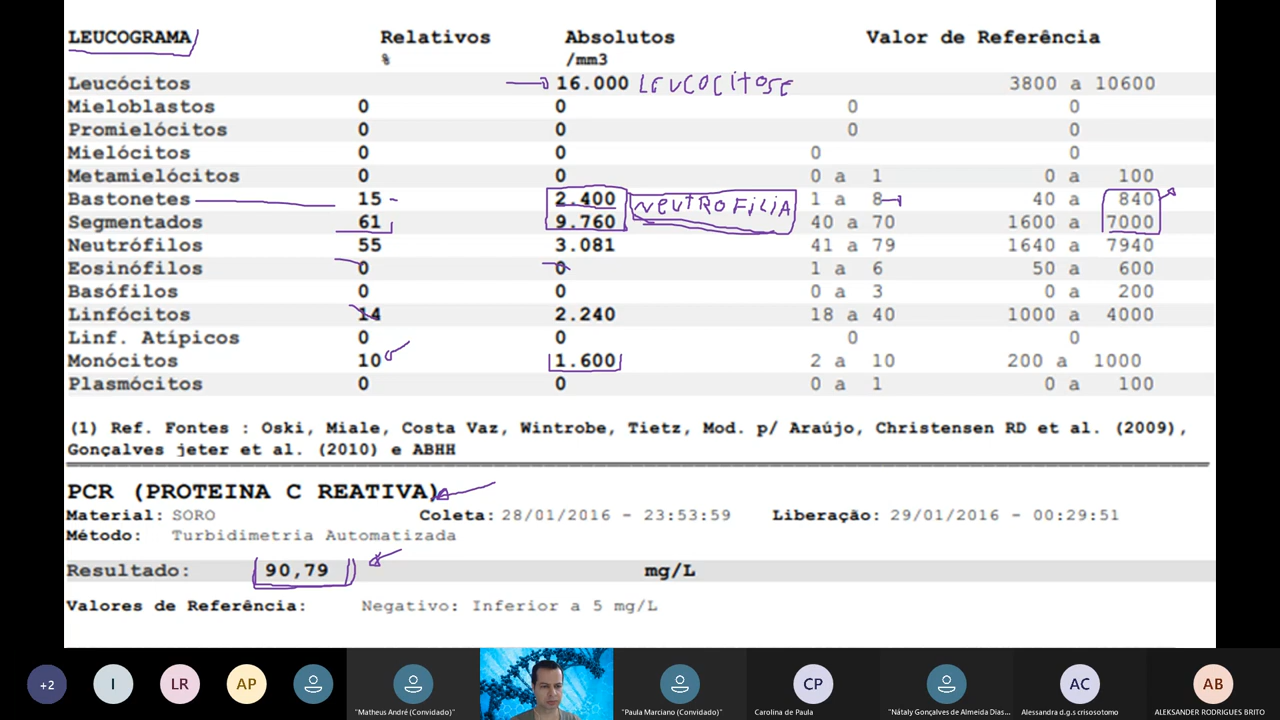 LEUCOGRAMA Relativos Absolutos Valor de Referência
% /mm3
Leucócitos 16.000 LEUCOCITOSE 3800 a 10600
Mieloblastos 0 0 0 0
Promielócitos 0 0 0 0
Mielócitos 0 0 0 0
Metamielócitos 0 0 0 a 1 0 a 100
Bastonetes 15 2.400 NEUTROFILIA 1 a 8 40 a 840
Segmentados 61 9.760 40 a 70 1600 a 7000
Neutrófilos 55 3.081 41 a 79 1640 a 7940
Eosinófilos 0 0 1 a 6 50 a 600
Basófilos 0 0 0 a 3 0 a 200
Linfócitos 14 2.240 18 a 40 1000 a 4000
Linf. Atípicos 0 0 0 0
Monócitos 10 1.600 2 a 10 200 a 1000
Plasmócitos 0 0 0 a 1 0 a 100
(1) Ref. Fontes : Oski, Miale, Costa Vaz, Wintrobe, Tietz, Mod. p/ Araújo, Christensen RD et al. (2009),
Gonçalves jeter et al. (2010) e ABHH
PCR (PROTEINA C REATIVA)
Material: SORO Coleta: 28/01/2016 - 23:53:59 Liberação: 29/01/2016 - 00:29:51
Método: Turbidimetria Automatizada
Resultado: 90,79 mg/L
Valores de Referência: Negativo: Inferior a 5 mg/L
+2 I LR AP CP AC AB
"Matheus André (Convidado)" "Paula Marciano (Convidado) Carolina de Paula "Nátaly Gonçalves de Almeida Dias... Alessandra d.g.s crisosotomo ALEKSANDER RODRIGUES BRITO